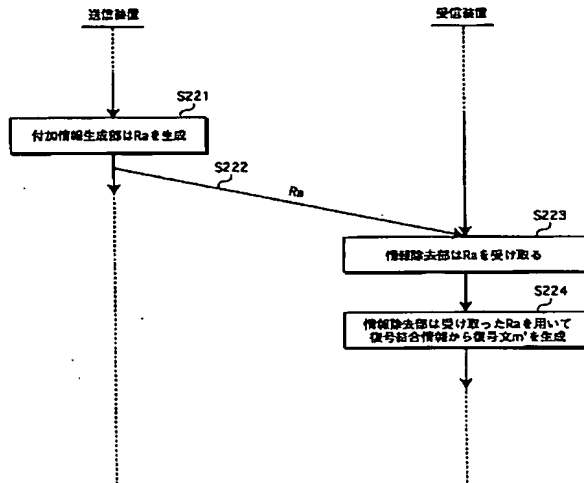 送信装置
受信装置
S221
付加情報生成部はRaを生成
S222
Ra
S223
情報除去部はRaを受け取る
S224
情報除去部は受け取ったRaを用いて
復号結合情報から復号文m'を生成